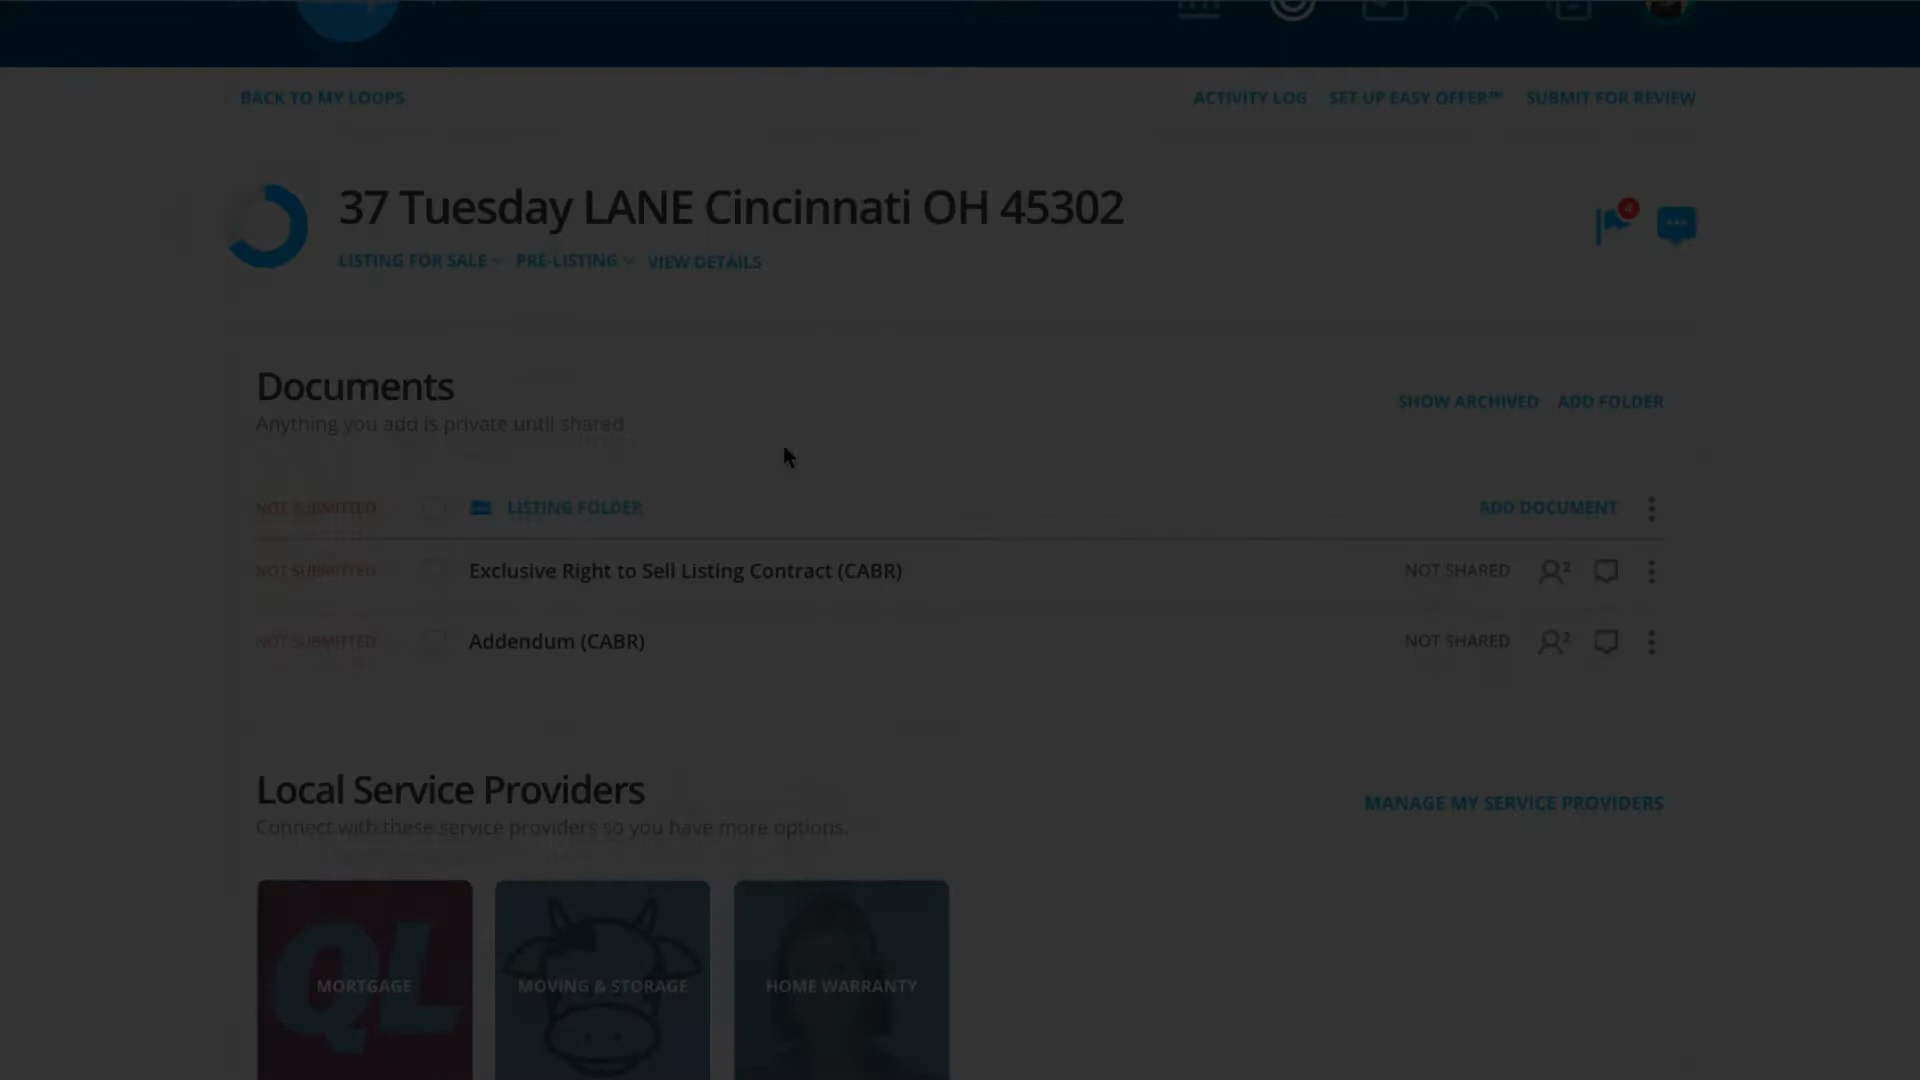 BACK TO MY LOOPS
ACTIVITY LOG SET UP EASY OFFER™ SUBMIT FOR REVIEW
37 Tuesday LANE Cincinnati OH 45302
4
LISTING FOR SALE PRE-LISTING VIEW DETAILS
Documents
SHOW ARCHIVED ADD FOLDER
Anything you add is private until shared
NOT SUBMITTED LISTING FOLDER ADD DOCUMENT
NOT SUBMITTED Exclusive Right to Sell Listing Contract (CABR) NOT SHARED 2
NOT SUBMITTED Addendum (CABR) NOT SHARED 2
Local Service Providers
MANAGE MY SERVICE PROVIDERS
Connect with these service providers so you have more options.
QL
MORTGAGE MOVING & STORAGE HOME WARRANTY